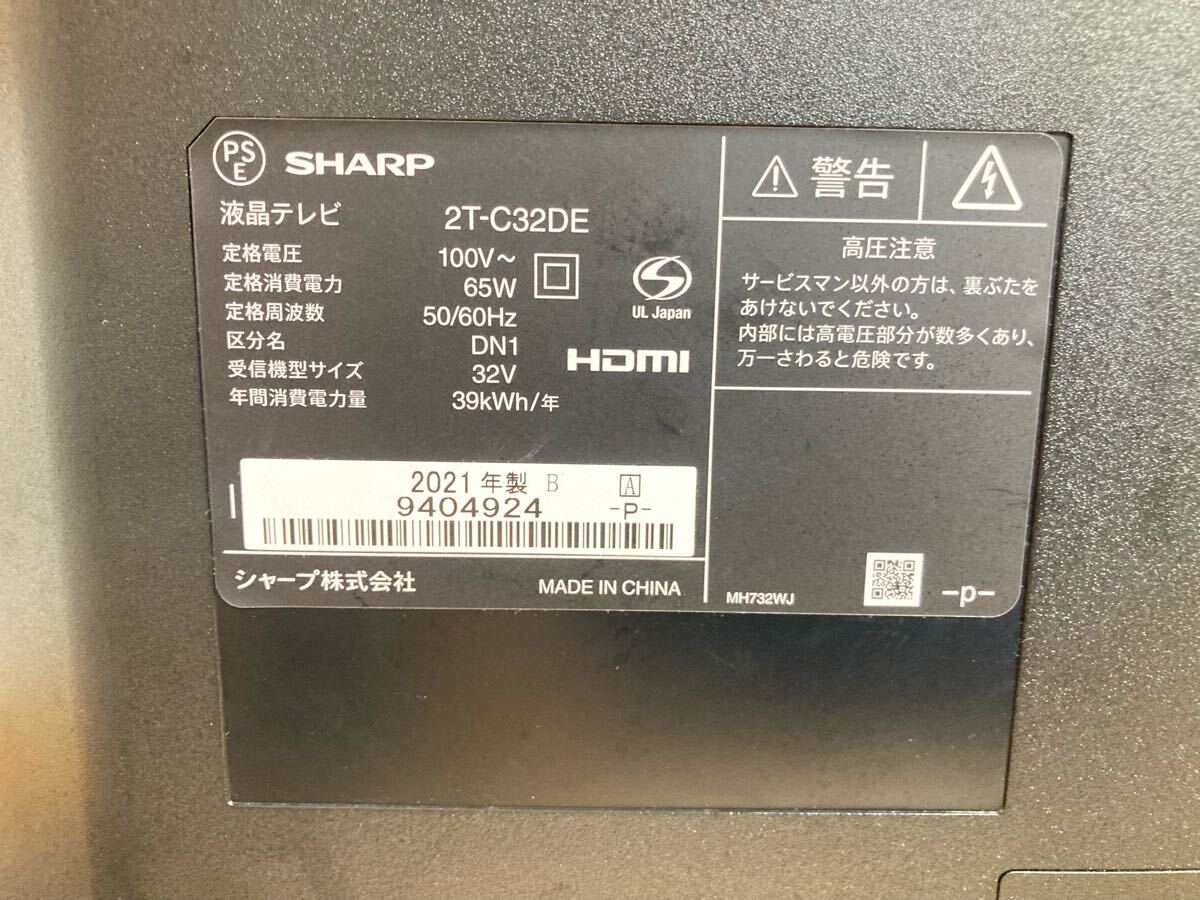 PSE SHARP
液晶テレビ 2T-C32DE
定格電圧 100V～
定格消費電力 65W
定格周波数 50/60Hz
区分名 DN1
受信機型サイズ 32V
年間消費電力量 39kWh/年
UL Japan
HDMI
2021年製 B A
9404924 -P-
シャープ株式会社 MADE IN CHINA
警告
高圧注意
サービスマン以外の方は、裏ぶたを
あけないでください。
内部には高電圧部分が数多くあり、
万一さわると危険です。
MH732WJ -p-